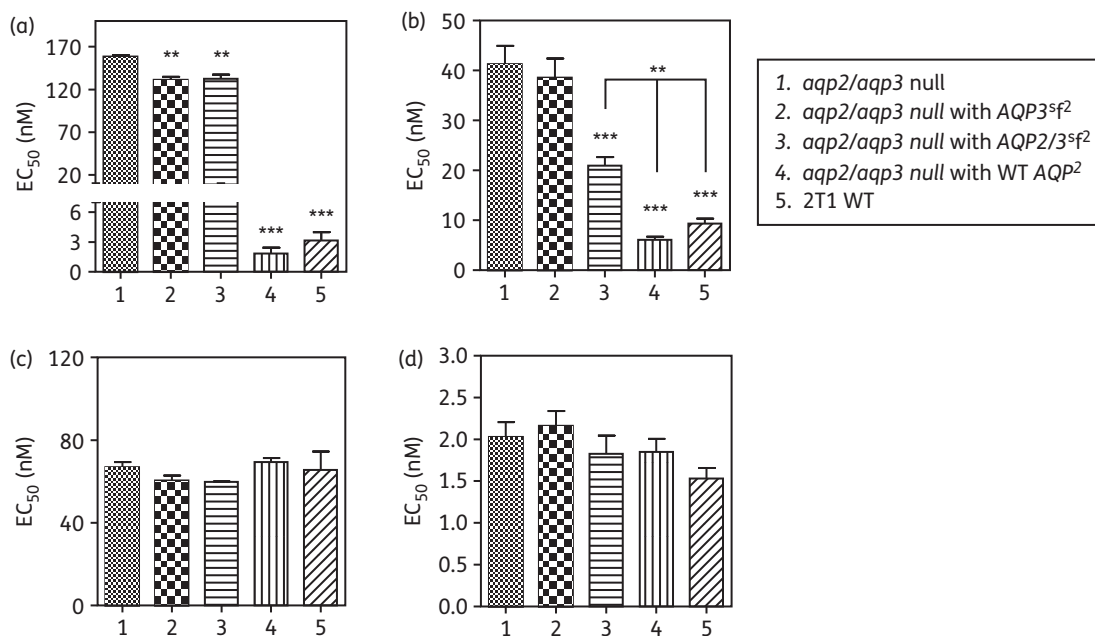 (a)
170
120
70
20
6
3
0
EC₅₀ (nM)
**
**
***
***
1 2 3 4 5
(b)
50
40
30
20
10
0
EC₅₀ (nM)
**
***
***
***
1 2 3 4 5
1. aqp2/aqp3 null
2. aqp2/aqp3 null with AQP3ˢf²
3. aqp2/aqp3 null with AQP2/3ˢf²
4. aqp2/aqp3 null with WT AQP²
5. 2T1 WT
(c)
120
80
40
0
EC₅₀ (nM)
1 2 3 4 5
(d)
3.0
2.5
2.0
1.5
1.0
0.5
0.0
EC₅₀ (nM)
1 2 3 4 5